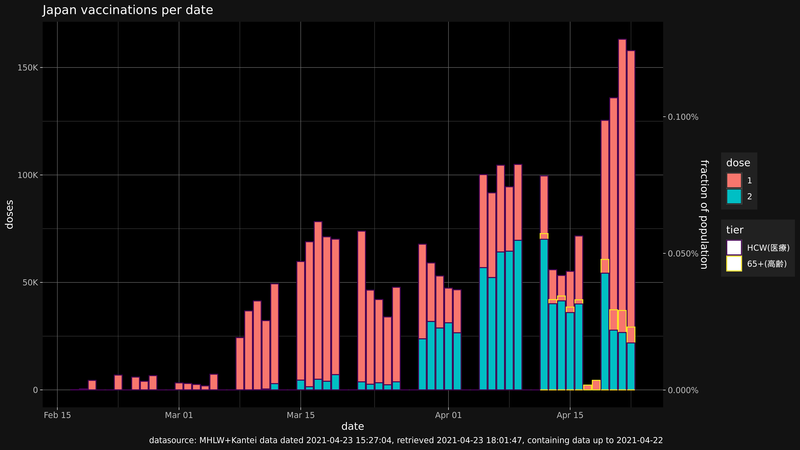 Japan vaccinations per date
150K
100K
50K
0
doses
Feb 15
Mar 01
Mar 15
Apr 01
Apr 15
date
0.100%
0.050%
0.000%
fraction of population
dose
1
2
tier
HCW(医療)
65+(高齢)
datasource: MHLW+Kantei data dated 2021-04-23 15:27:04, retrieved 2021-04-23 18:01:47, containing data up to 2021-04-22